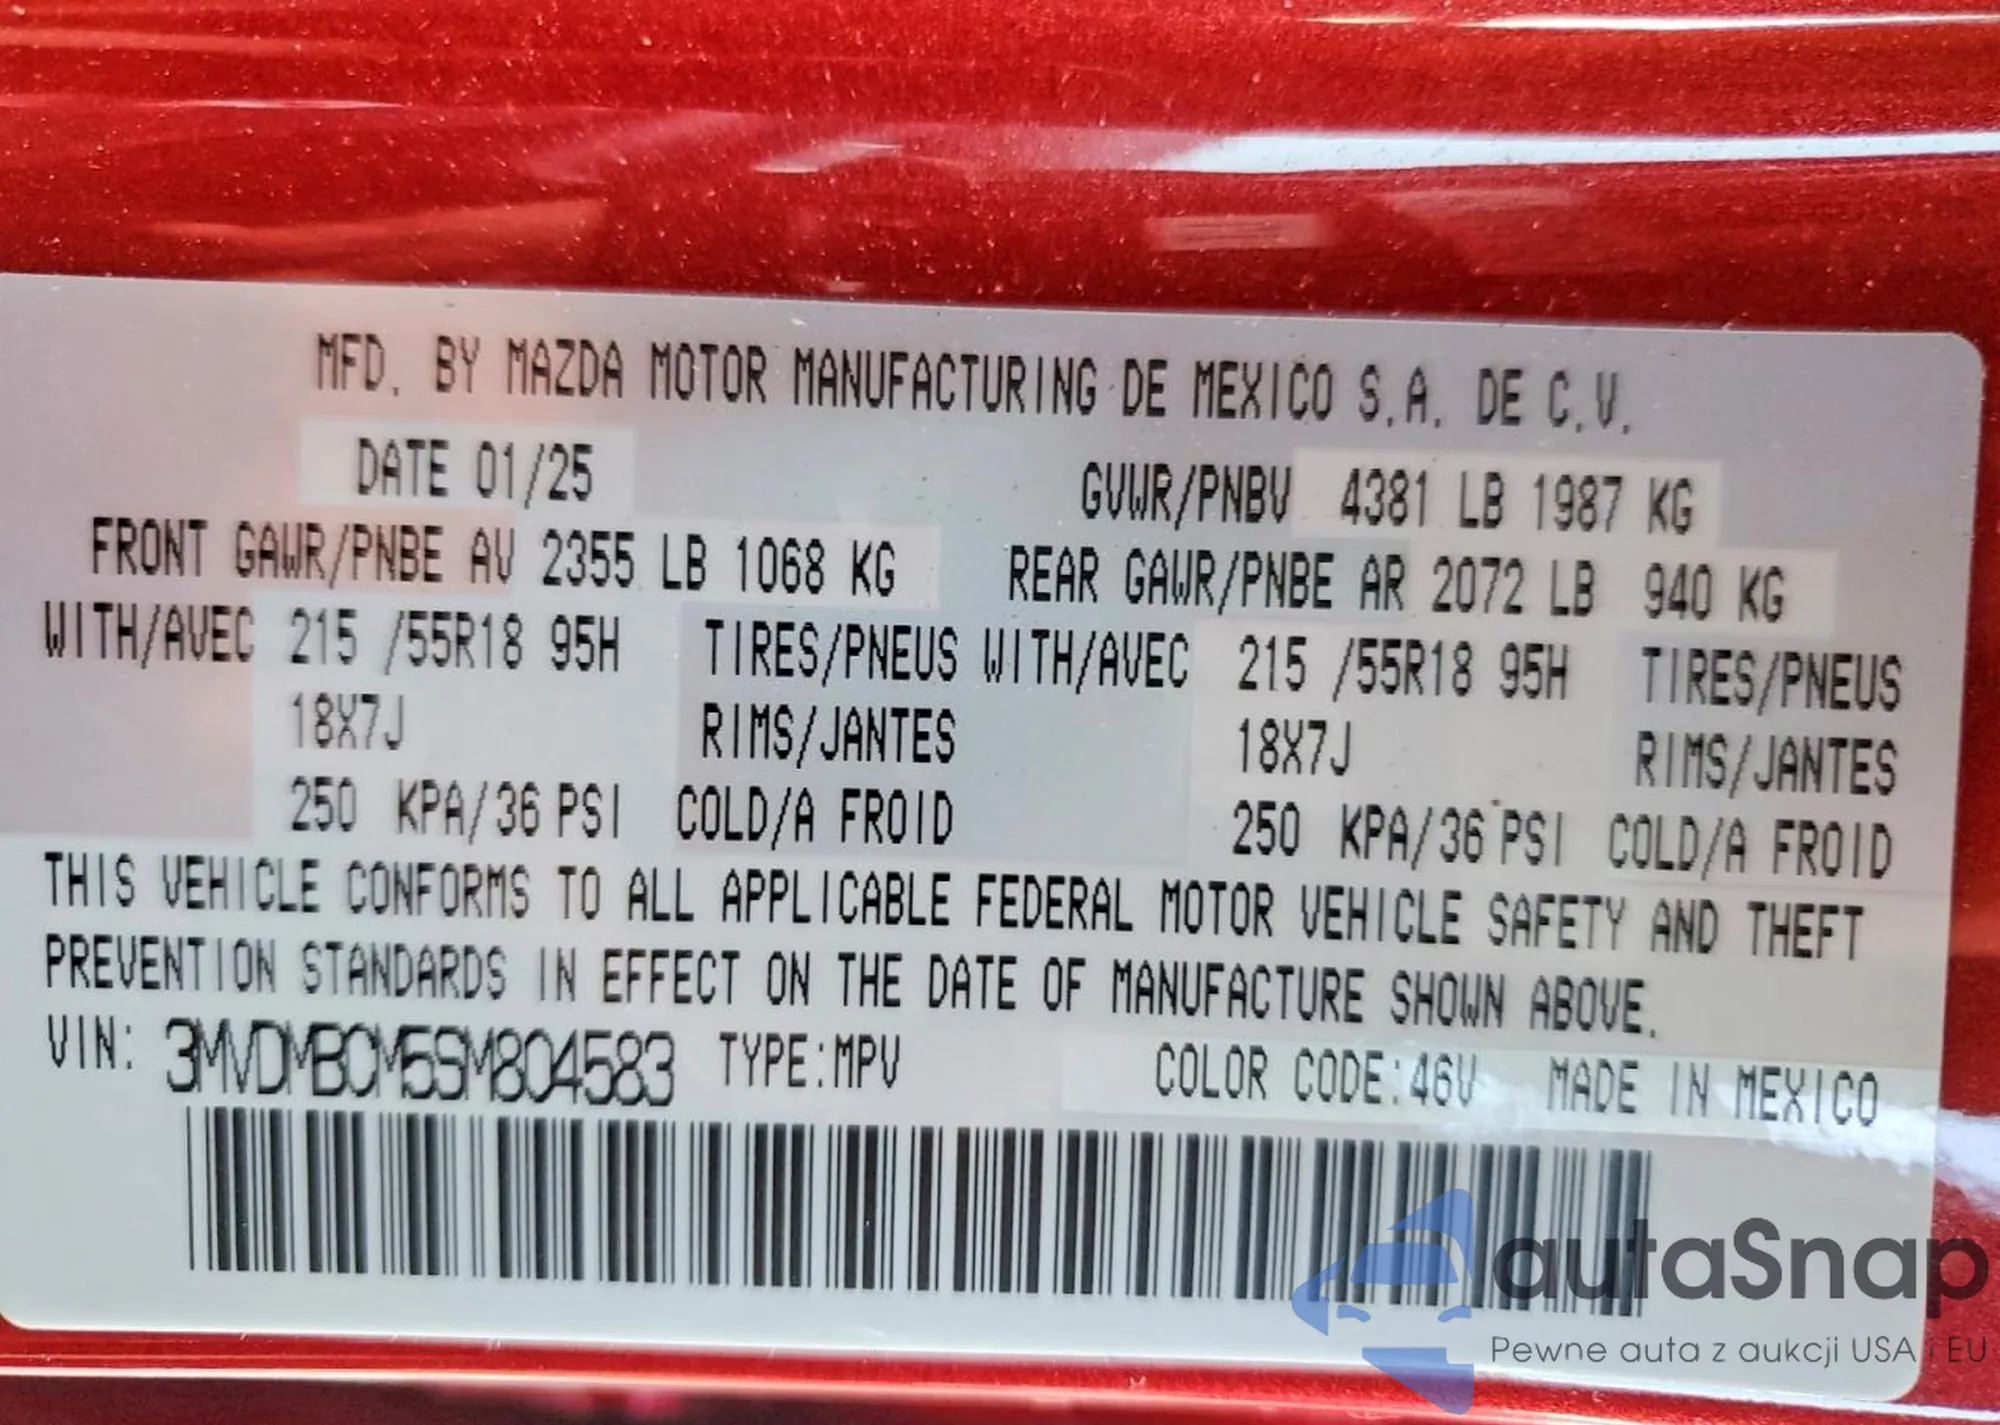 MFD. BY MAZDA MOTOR MANUFACTURING DE MEXICO S.A. DE C.V.
DATE 01/25 GVWR/PNBV 4381 LB 1987 KG
FRONT GAWR/PNBE AV 2355 LB 1068 KG REAR GAWR/PNBE AR 2072 LB 940 KG
WITH/AVEC 215 /55R18 95H TIRES/PNEUS WITH/AVEC 215 /55R18 95H TIRES/PNEUS
18X7J RIMS/JANTES 18X7J RIMS/JANTES
250 KPA/36 PSI COLD/A FROID 250 KPA/36 PSI COLD/A FROID
THIS VEHICLE CONFORMS TO ALL APPLICABLE FEDERAL MOTOR VEHICLE SAFETY AND THEFT
PREVENTION STANDARDS IN EFFECT ON THE DATE OF MANUFACTURE SHOWN ABOVE.
VIN: 3MVDMBCM5SM804583 TYPE:MPV COLOR CODE:46V MADE IN MEXICO
autaSnap
Pewne auta z aukcji USA i EU